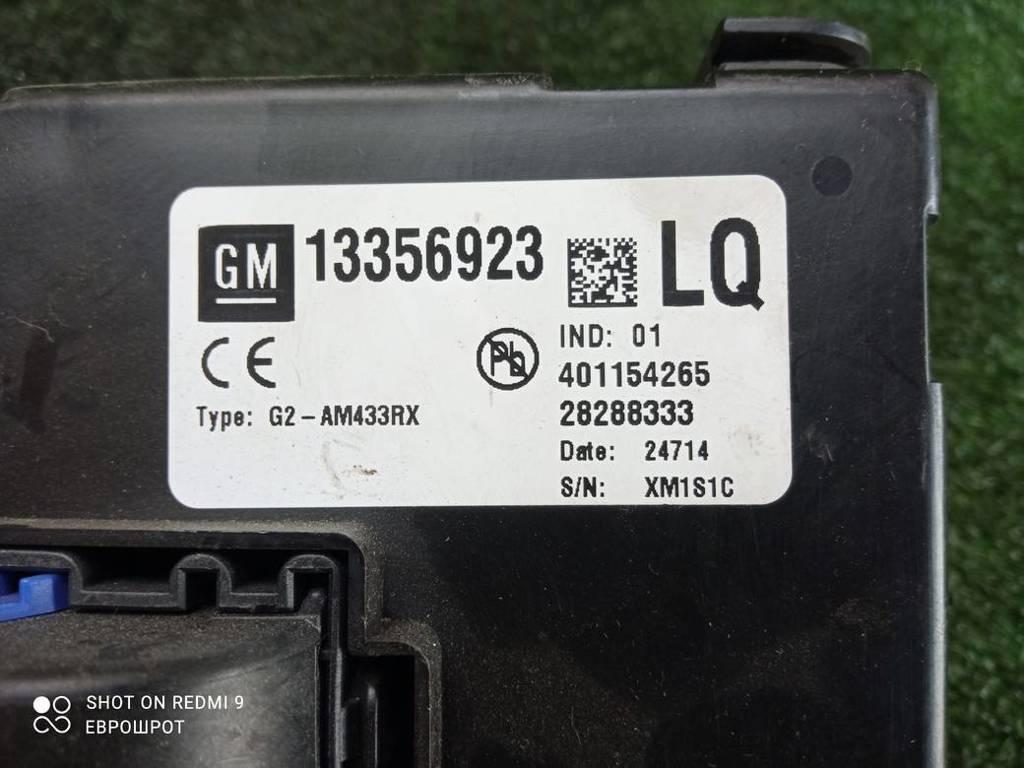 GM 13356923 LQ
CE
Pb
IND: 01
401154265
Type: G2-AM433RX
28288333
Date: 24714
S/N: XM1S1C
SHOT ON REDMI 9
ЕВРОШРОТ